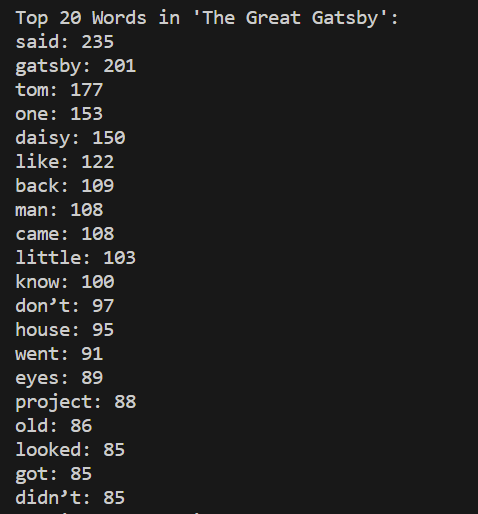 Top 20 Words in 'The Great Gatsby':
said: 235
gatsby: 201
tom: 177
one: 153
daisy: 150
like: 122
back: 109
man: 108
came: 108
little: 103
know: 100
don’t: 97
house: 95
went: 91
eyes: 89
project: 88
old: 86
looked: 85
got: 85
didn’t: 85